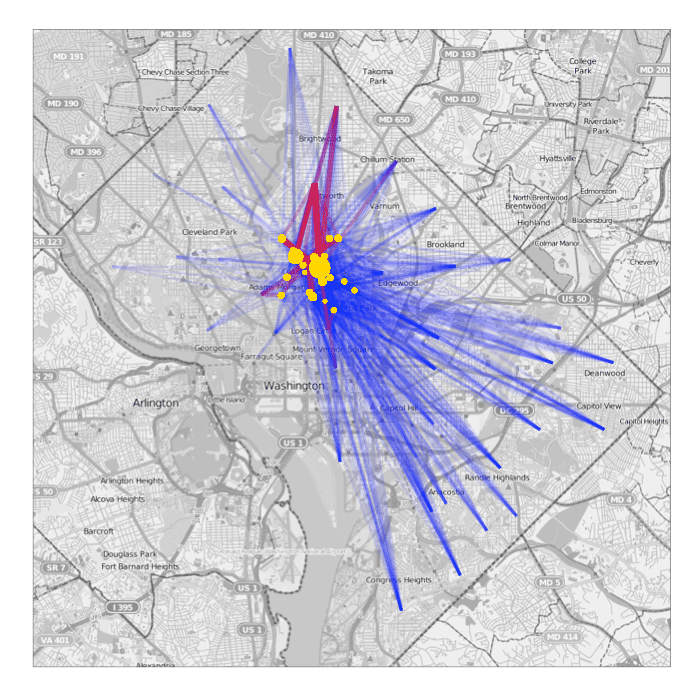 MD 185
MD 410
MD 193
College
Park
MD 191
Chevy Chase Section Three
Takoma
Park
MD 201
MD 190
Chevy Chase Village
MD 410
University Park
MD 650
Riverdale
Park
Brightwood
MD 396
Chillum Station
Hyattsville
Edmonston
North Brentwood
Varnum
Brentwood
Bladensburg
Highland
Cleveland Park
SR 123
Brookland
Colmar Manor
Cheverly
Adams Morgan
Edgewood
US 50
Logan Circle
Georgetown
Mount Vernon Square
Farragut Square
Deanwood
S 29
Washington
Arlington
Capitol Hill
DC 295
Capitol View
Capitol Heights
US 1
Arlington Heights
Randle Highlands
S 50
Anacostia
Alcova Heights
MD 4
Barcroft
Douglass Park
SR 7
Fort Barnard Heights
Congress Heights
MD 5
US 1
I 395
US 1
VA 401
MD 414
Alexandria